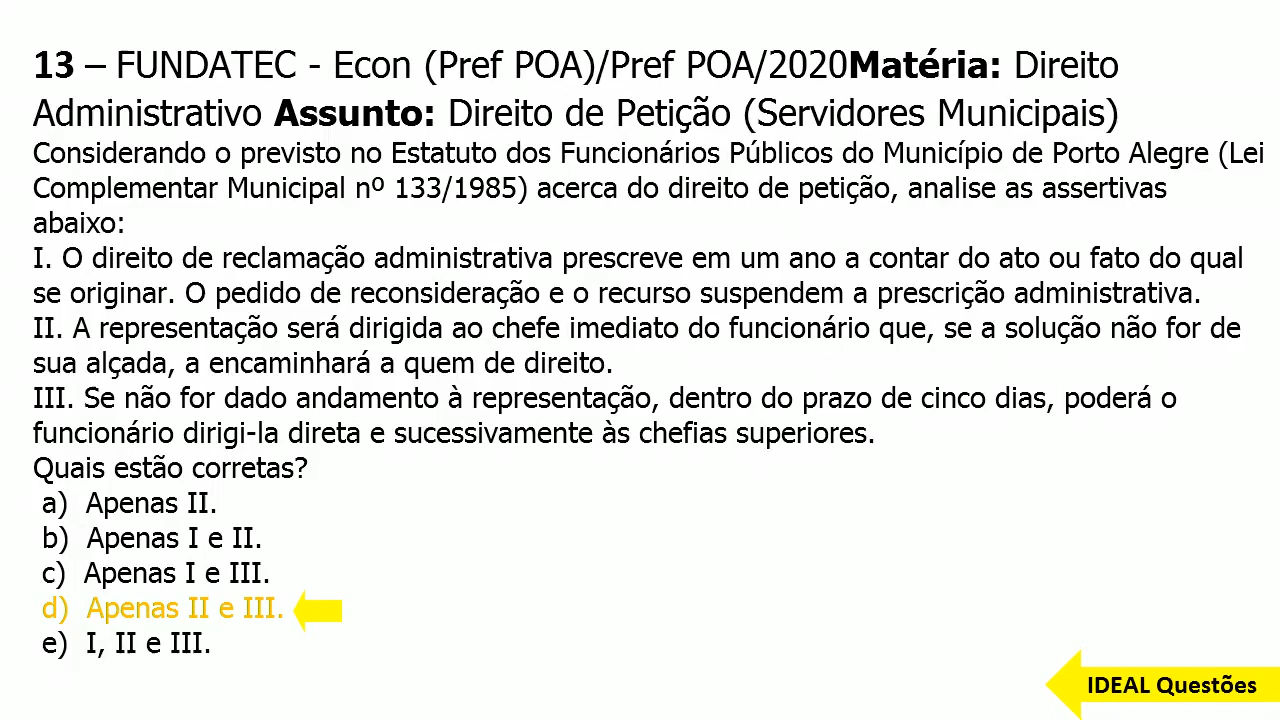 13 – FUNDATEC - Econ (Pref POA)/Pref POA/2020Matéria: Direito
Administrativo Assunto: Direito de Petição (Servidores Municipais)
Considerando o previsto no Estatuto dos Funcionários Públicos do Município de Porto Alegre (Lei
Complementar Municipal nº 133/1985) acerca do direito de petição, analise as assertivas
abaixo:
I. O direito de reclamação administrativa prescreve em um ano a contar do ato ou fato do qual
se originar. O pedido de reconsideração e o recurso suspendem a prescrição administrativa.
II. A representação será dirigida ao chefe imediato do funcionário que, se a solução não for de
sua alçada, a encaminhará a quem de direito.
III. Se não for dado andamento à representação, dentro do prazo de cinco dias, poderá o
funcionário dirigi-la direta e sucessivamente às chefias superiores.
Quais estão corretas?
a) Apenas II.
b) Apenas I e II.
c) Apenas I e III.
d) Apenas II e III.
e) I, II e III.
IDEAL Questões